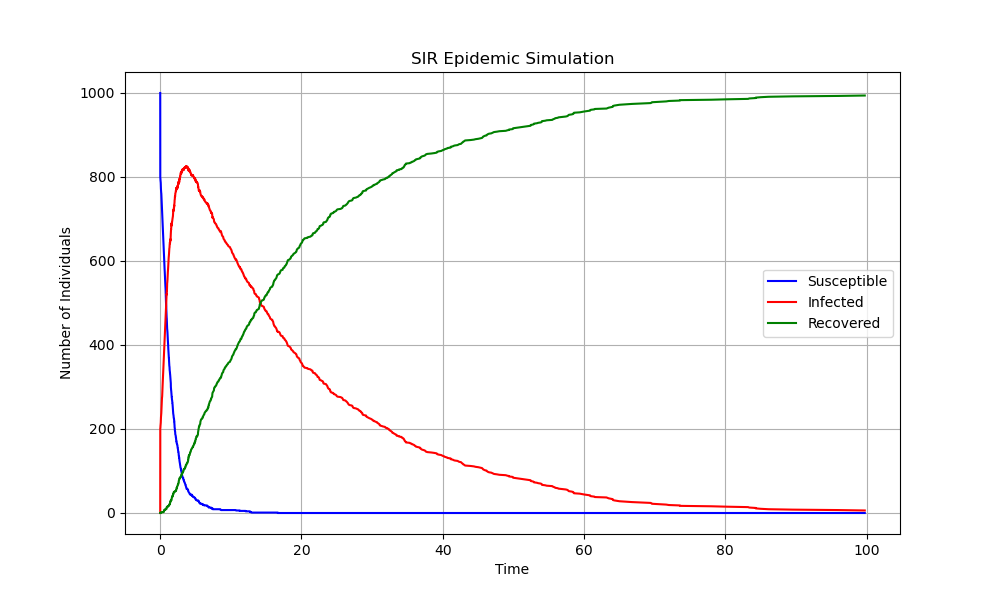 SIR Epidemic Simulation
Number of Individuals
1000
800
600
400
200
0
Susceptible
Infected
Recovered
0 20 40 60 80 100
Time